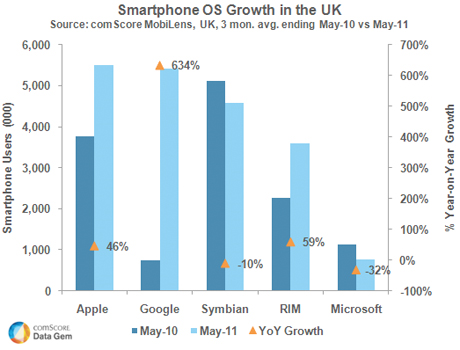 Smartphone OS Growth in the UK
Source: comScore MobiLens, UK, 3 mon. avg. ending May-10 vs May-11
Smartphone Users (000)
6,000
5,000
4,000
3,000
2,000
1,000
0
46%
634%
-10%
59%
-32%
700%
600%
500%
400%
300%
200%
100%
0%
-100%
% Year-on-Year Growth
Apple Google Symbian RIM Microsoft
May-10 May-11 YoY Growth
comScore
Data Gem